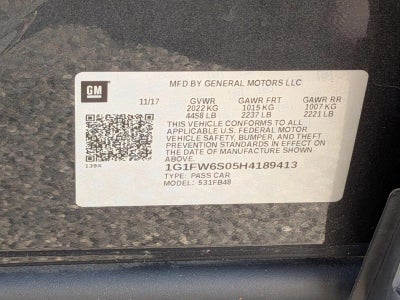 GM
MFD BY GENERAL MOTORS LLC
11/17 GVWR GAWR FRT GAWR RR
2022 KG 1015 KG 1007 KG
4458 LB 2237 LB 2221 LB
THIS VEHICLE CONFORMS TO ALL
APPLICABLE U.S. FEDERAL MOTOR
VEHICLE SAFETY, BUMPER, AND THEFT
PREVENTION STANDARDS IN EFFECT ON
THE DATE OF MANUFACTURE SHOWN
ABOVE.
1G1FW6S05H4189413
TYPE: PASS CAR
MODEL: 531FB48